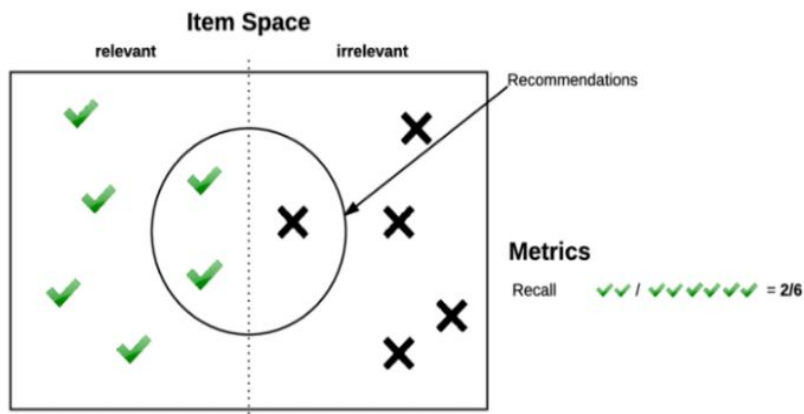 Item Space
relevant
irrelevant
Recommendations
Metrics
Recall / = 2/6